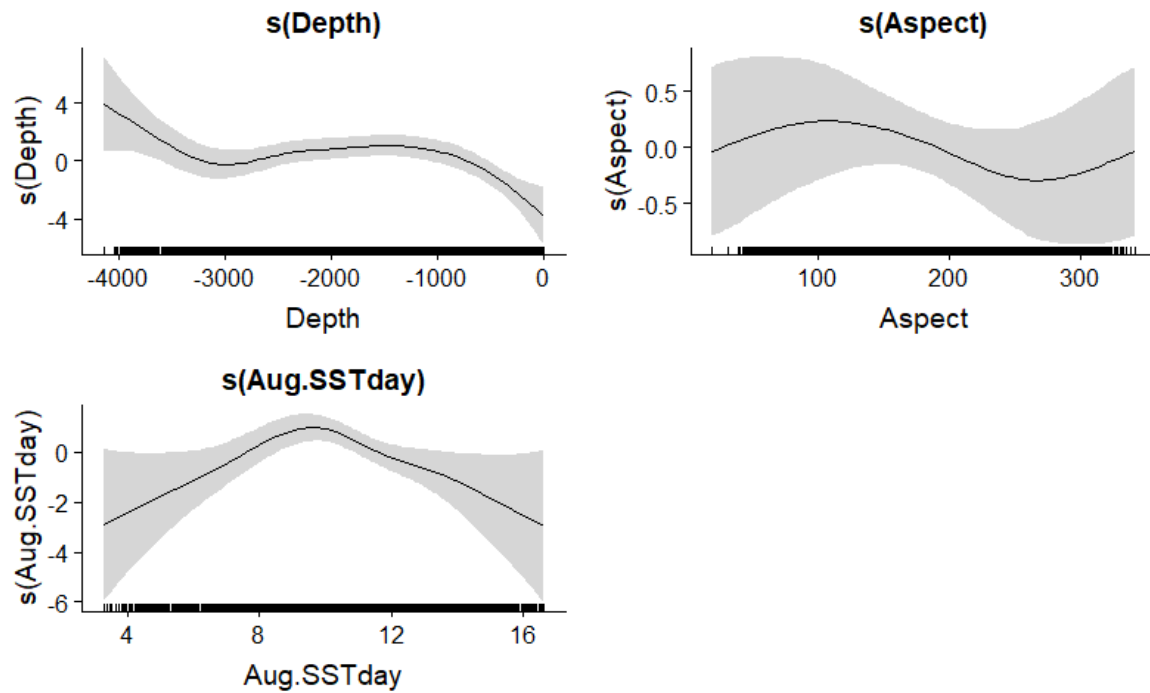 s(Depth)
s(Depth)
4
0
-4
-4000 -3000 -2000 -1000 0
Depth
s(Aspect)
s(Aspect)
0.5
0.0
-0.5
100 200 300
Aspect
s(Aug.SSTday)
s(Aug.SSTday)
0
-2
-4
-6
4 8 12 16
Aug.SSTday